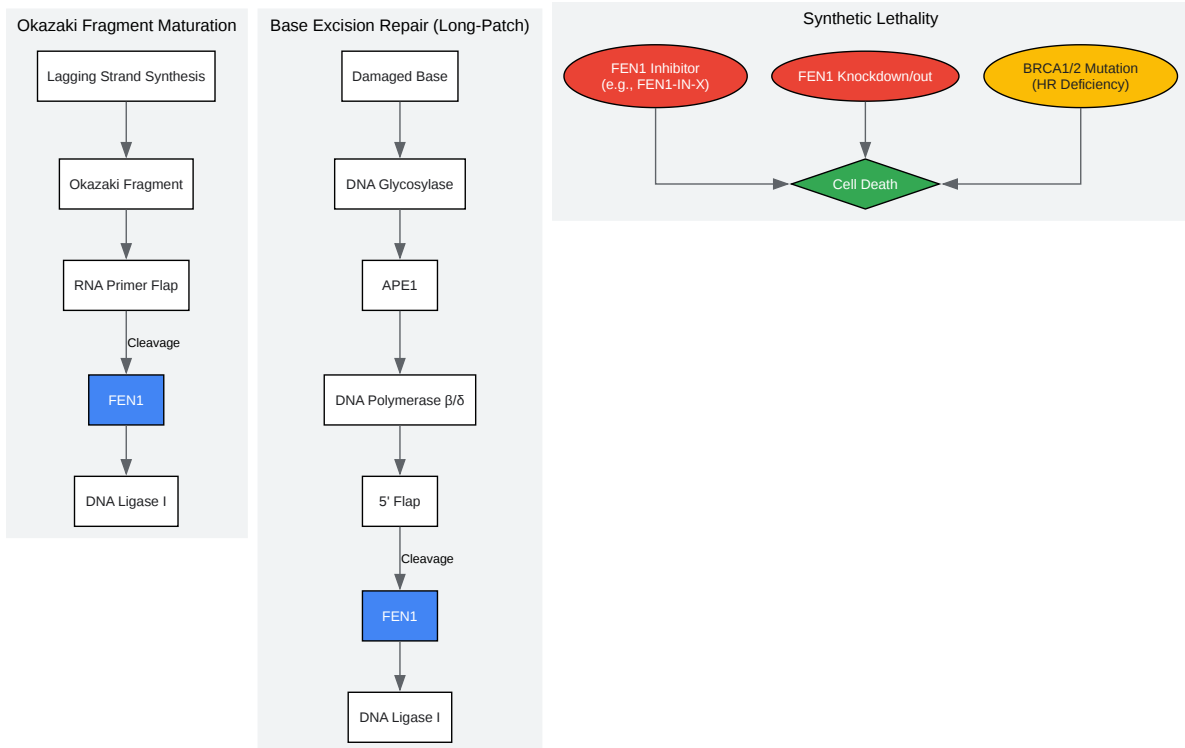 Okazaki Fragment Maturation
Lagging Strand Synthesis
Okazaki Fragment
RNA Primer Flap
Cleavage
FEN1
DNA Ligase I
Base Excision Repair (Long-Patch)
Damaged Base
DNA Glycosylase
APE1
DNA Polymerase β/δ
5' Flap
Cleavage
FEN1
DNA Ligase I
Synthetic Lethality
FEN1 Inhibitor
(e.g., FEN1-IN-X)
FEN1 Knockdown/out
BRCA1/2 Mutation
(HR Deficiency)
Cell Death